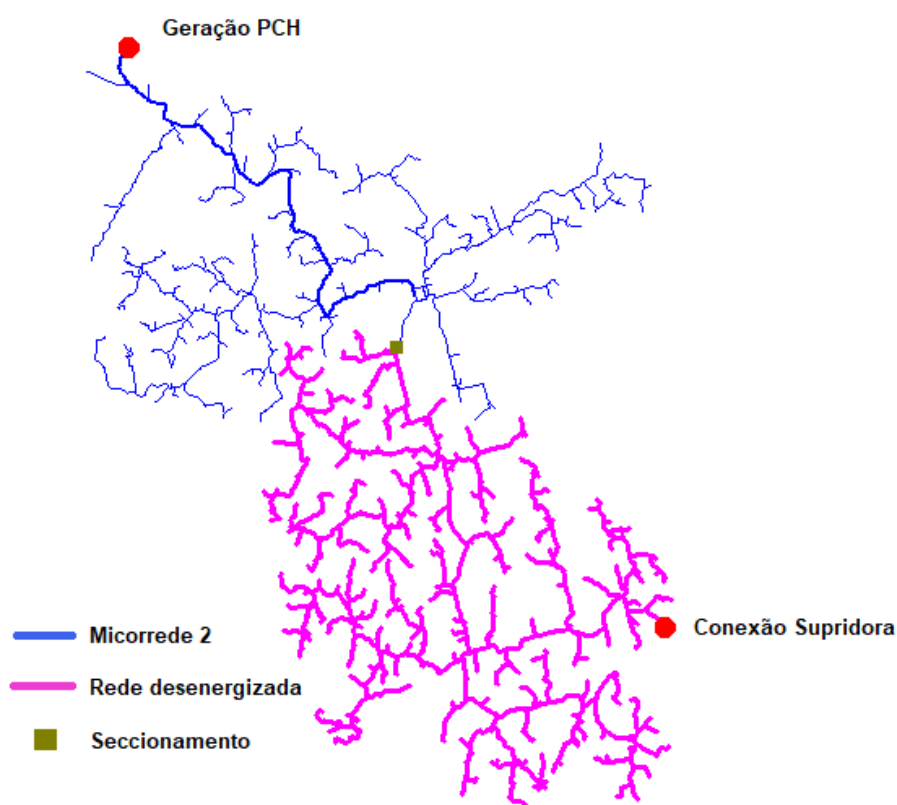 Geração PCH
Conexão Supridora
Micorrede 2
Rede desenergizada
Seccionamento